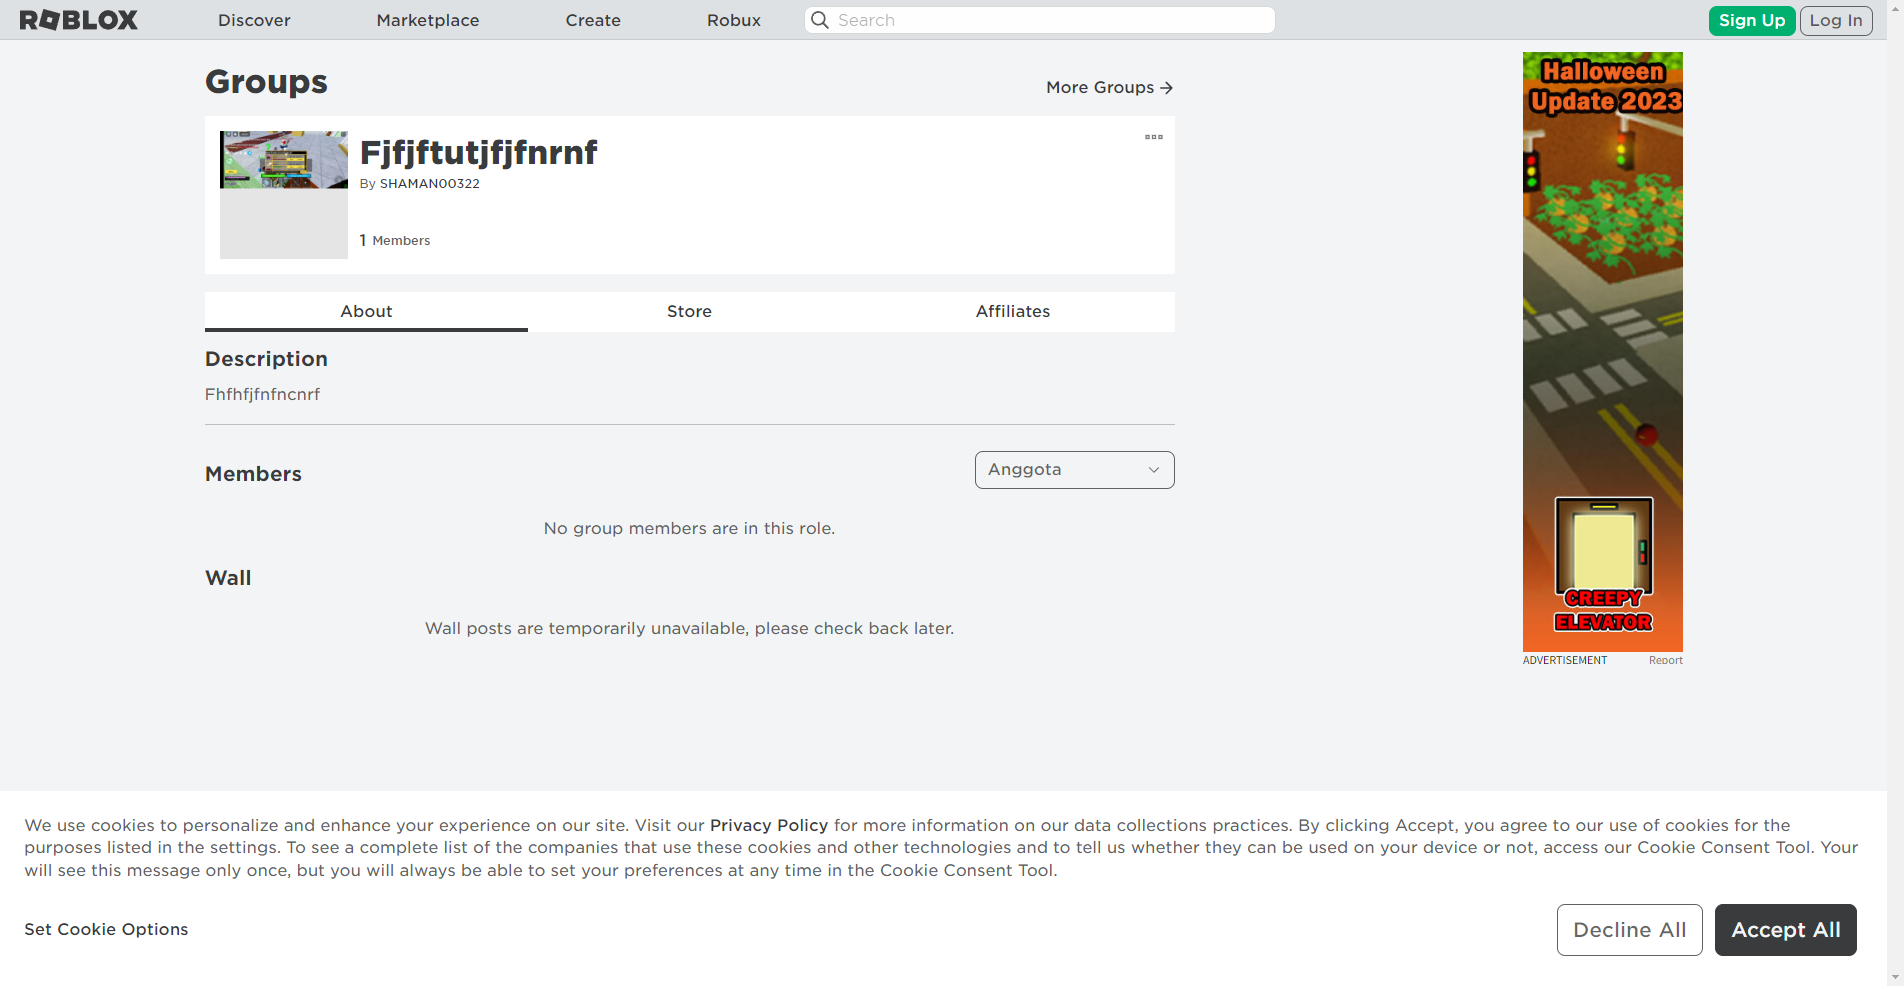 ROBLOX
Discover
Marketplace
Create
Robux
Search
Sign Up
Log In
Groups
More Groups
Fjfjftutjfjfnrnf
By SHAMAN00322
1 Members
About
Store
Affiliates
Description
Fhfhfjfnfncnrf
Members
Anggota
No group members are in this role.
Wall
Wall posts are temporarily unavailable, please check back later.
Halloween
Update 2023
CREEPY
ELEVATOR
ADVERTISEMENT
Report
We use cookies to personalize and enhance your experience on our site. Visit our Privacy Policy for more information on our data collections practices. By clicking Accept, you agree to our use of cookies for the
purposes listed in the settings. To see a complete list of the companies that use these cookies and other technologies and to tell us whether they can be used on your device or not, access our Cookie Consent Tool. Your
will see this message only once, but you will always be able to set your preferences at any time in the Cookie Consent Tool.
Set Cookie Options
Decline All
Accept All